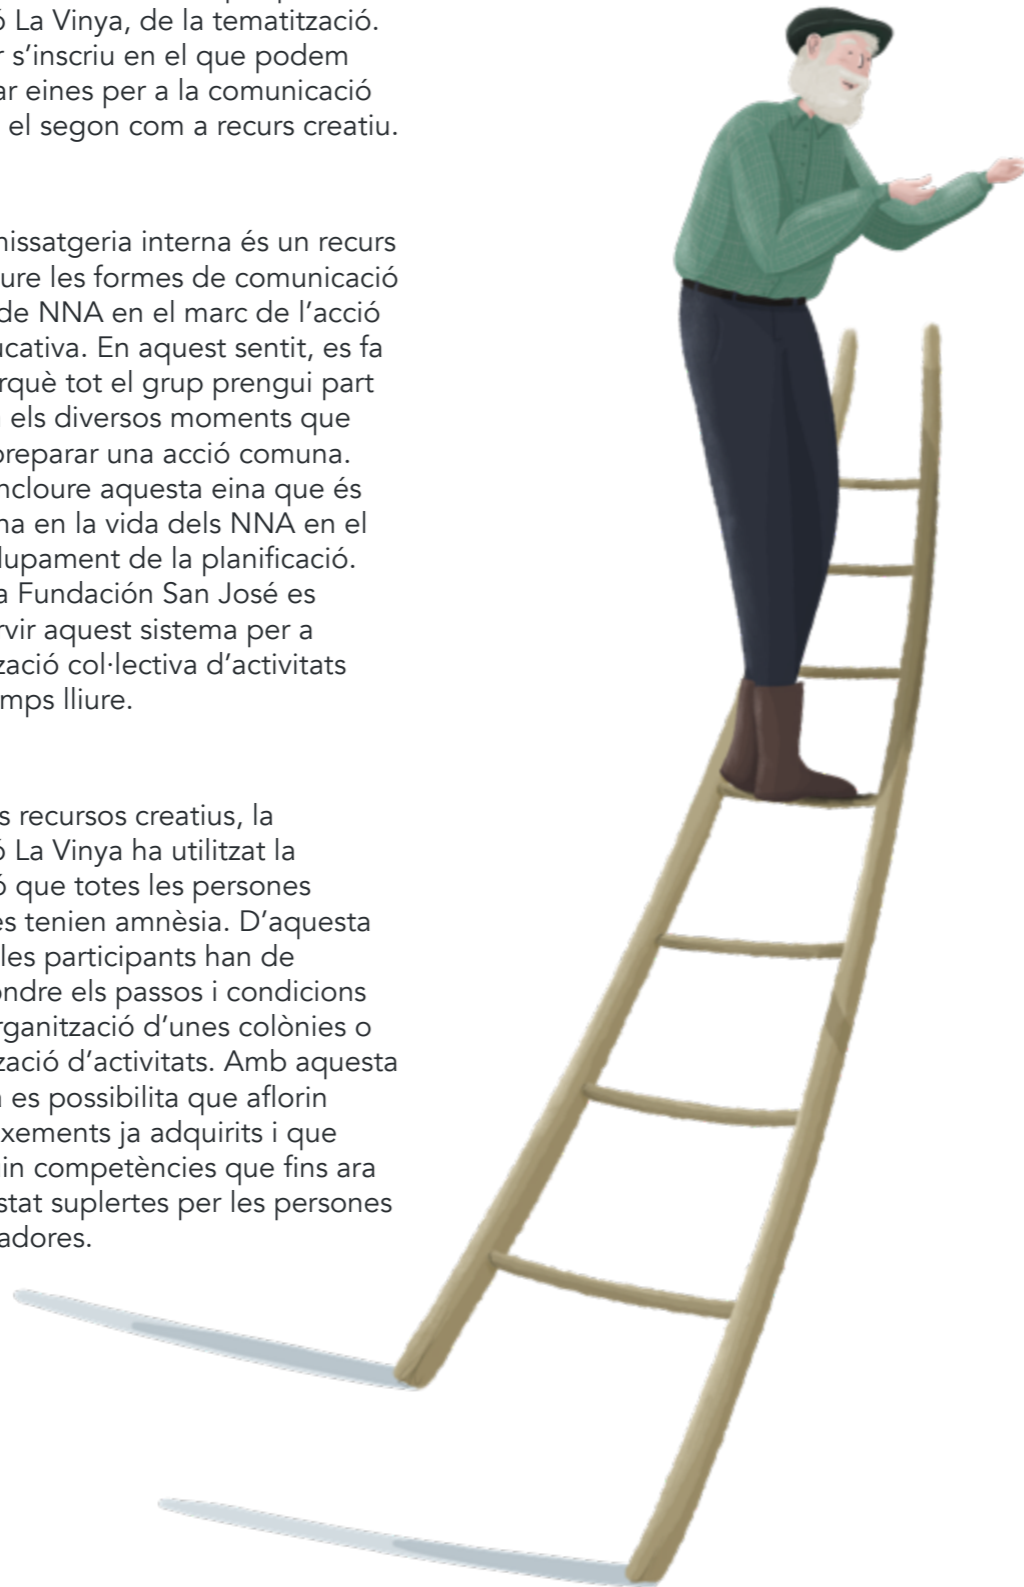 ó La Vinya, de la tematització.
r s’inscriu en el que podem
ar eines per a la comunicació
el segon com a recurs creatiu.
missatgeria interna és un recurs
ure les formes de comunicació
de NNA en el marc de l’acció
ucativa. En aquest sentit, es fa
erquè tot el grup prengui part
els diversos moments que
preparar una acció comuna.
ncloure aquesta eina que és
na en la vida dels NNA en el
lupament de la planificació.
a Fundación San José es
rvir aquest sistema per a
zació col·lectiva d’activitats
mps lliure.
s recursos creatius, la
ó La Vinya ha utilitzat la
ó que totes les persones
es tenien amnèsia. D’aquesta
les participants han de
ondre els passos i condicions
rganització d’unes colònies o
zació d’activitats. Amb aquesta
a es possibilita que aflorin
xements ja adquirits i que
in competències que fins ara
stat suplertes per les persones
adores.